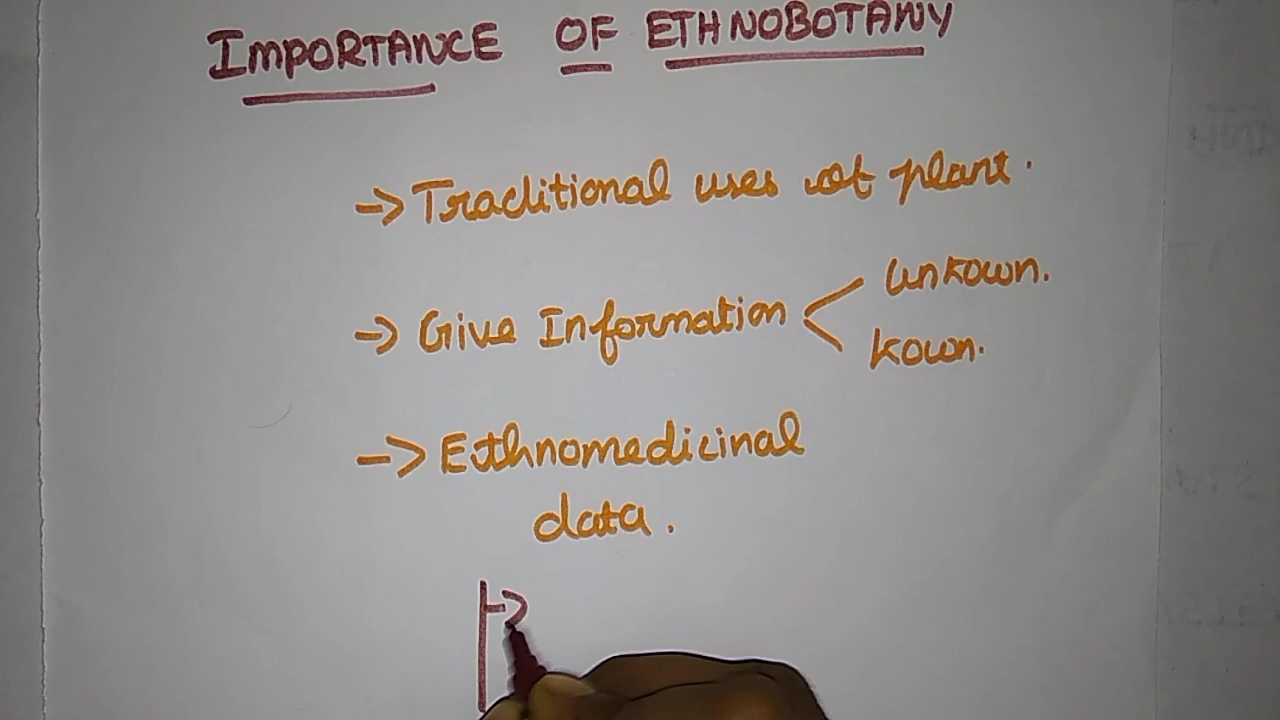 IMPORTANCE OF ETHNOBOTANY
-> Traditional uses of plant.
-> Give Information < unkown.
kown.
-> Ethnomedicinal
data.